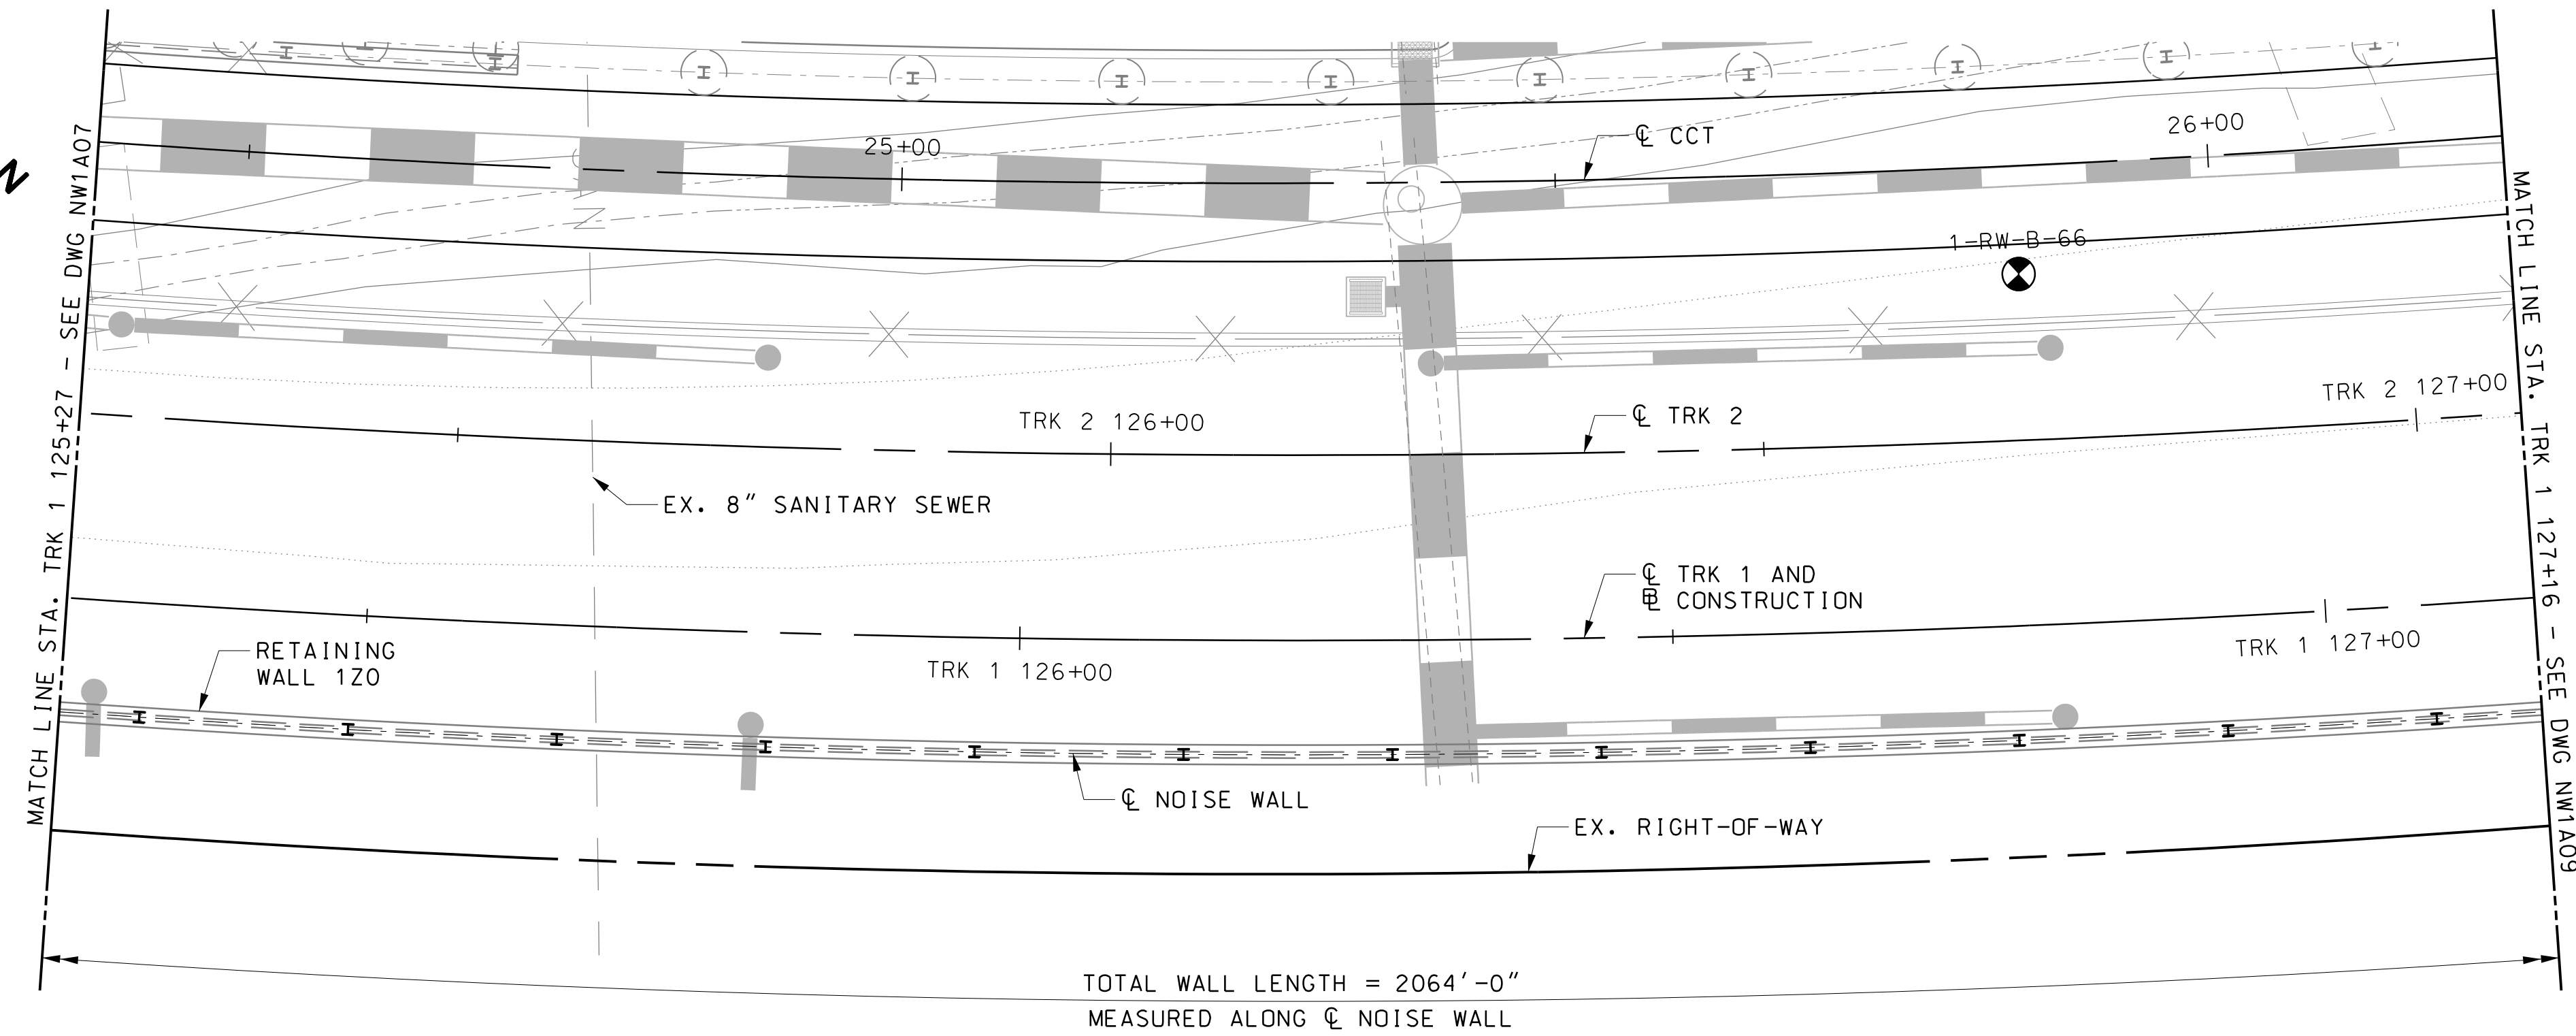 MATCH LINE STA. TRK 1 125+27 - SEE DWG NW1A07
N
25+00
℄ CCT
26+00
1-RW-B-66
MATCH LINE STA. TRK 1 127+16 - SEE DWG NW1A09
TRK 2 126+00
℄ TRK 2
TRK 2 127+00
EX. 8" SANITARY SEWER
℄ TRK 1 AND
BL CONSTRUCTION
RETAINING
WALL 1Z0
TRK 1 126+00
TRK 1 127+00
℄ NOISE WALL
EX. RIGHT-OF-WAY
TOTAL WALL LENGTH = 2064'-0"
MEASURED ALONG ℄ NOISE WALL